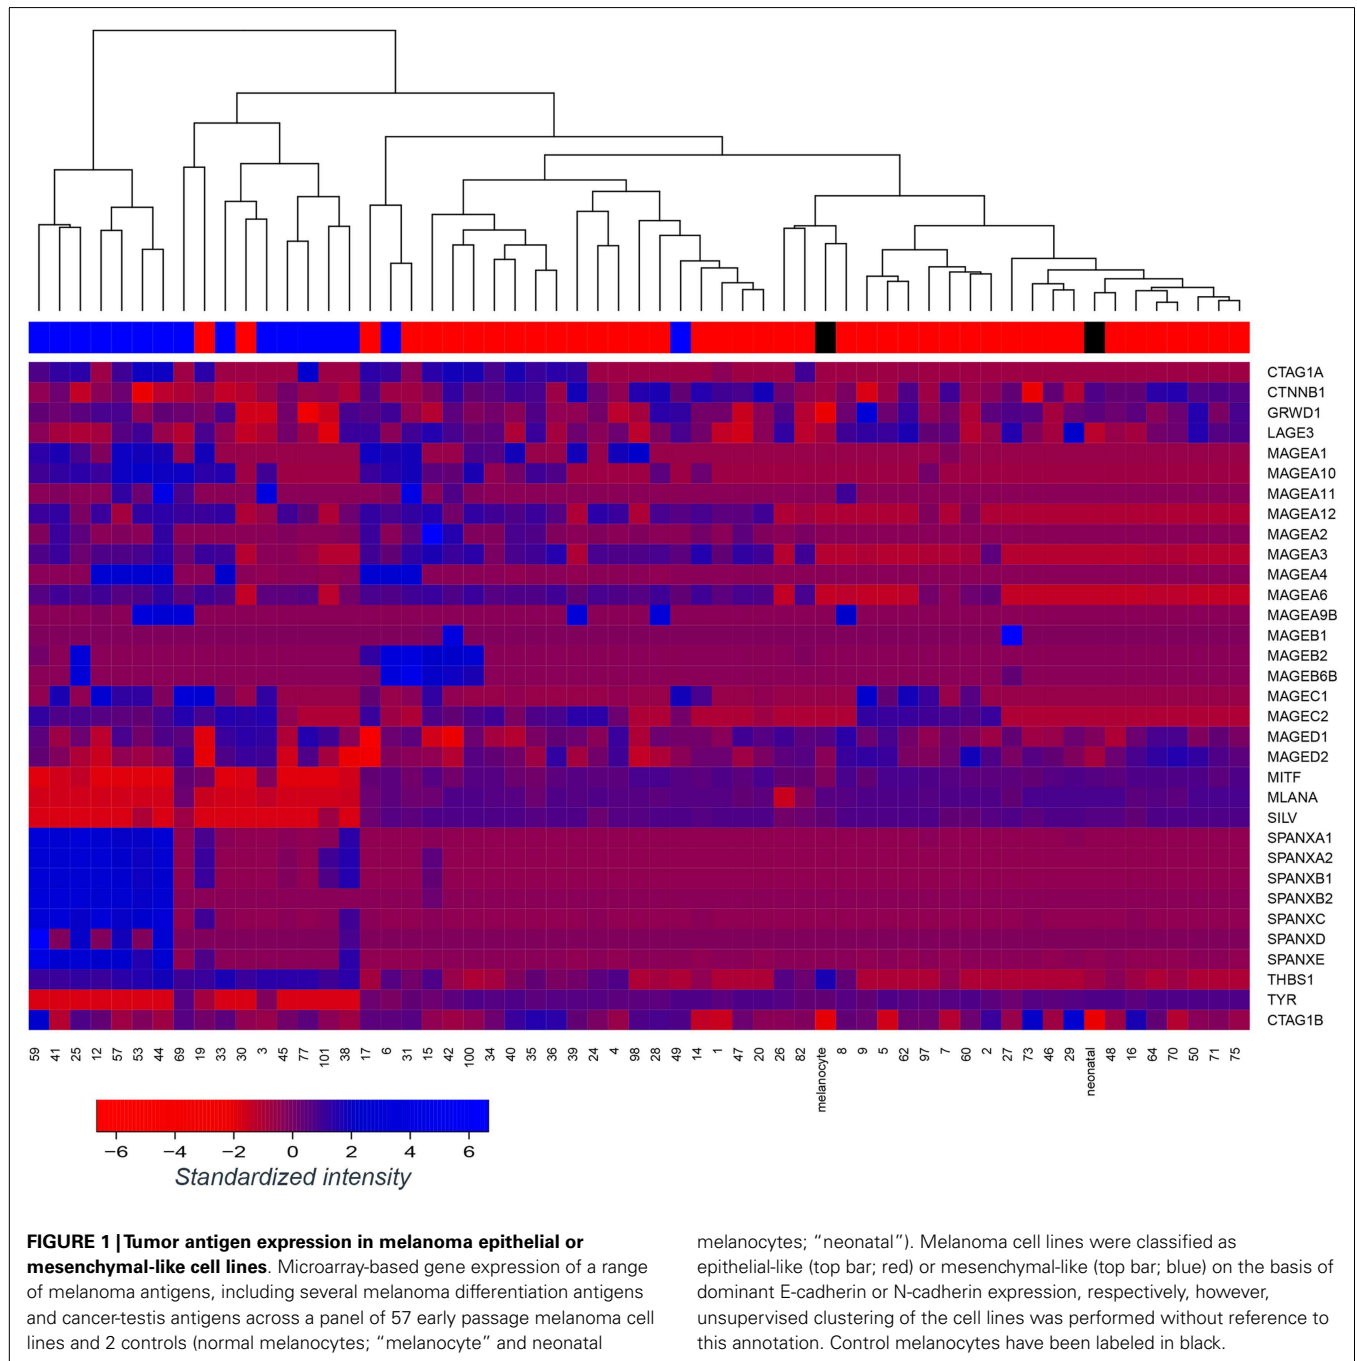 CTAG1A
CTNNB1
GRWD1
LAGE3
MAGEA1
MAGEA10
MAGEA11
MAGEA12
MAGEA2
MAGEA3
MAGEA4
MAGEA6
MAGEA9B
MAGEB1
MAGEB2
MAGEB6B
MAGEC1
MAGEC2
MAGED1
MAGED2
MITF
MLANA
SILV
SPANXA1
SPANXA2
SPANXB1
SPANXB2
SPANXC
SPANXD
SPANXE
THBS1
TYR
CTAG1B
59 41 25 12 57 53 44 69 19 33 30 3 45 77 101 38 17 6 31 15 42 100 34 40 35 36 39 24 4 98 28 49 14 1 47 20 26 82 melanocyte 8 9 5 62 97 7 60 2 27 73 46 29 neonatal 48 16 64 70 50 71 75
−6 −4 −2 0 2 4 6
Standardized intensity
FIGURE 1 | Tumor antigen expression in melanoma epithelial or
mesenchymal-like cell lines. Microarray-based gene expression of a range
of melanoma antigens, including several melanoma differentiation antigens
and cancer-testis antigens across a panel of 57 early passage melanoma cell
lines and 2 controls (normal melanocytes; “melanocyte” and neonatal
melanocytes; “neonatal”). Melanoma cell lines were classified as
epithelial-like (top bar; red) or mesenchymal-like (top bar; blue) on the basis of
dominant E-cadherin or N-cadherin expression, respectively, however,
unsupervised clustering of the cell lines was performed without reference to
this annotation. Control melanocytes have been labeled in black.